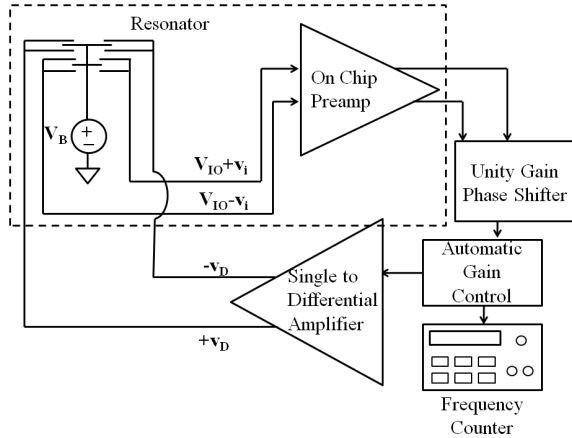 Resonator
On Chip
Preamp
V_B
+
−
V_IO+v_i
V_IO-v_i
Unity Gain
Phase Shifter
Automatic
Gain
Control
-v_D
Single to
Differential
Amplifier
+v_D
Frequency
Counter